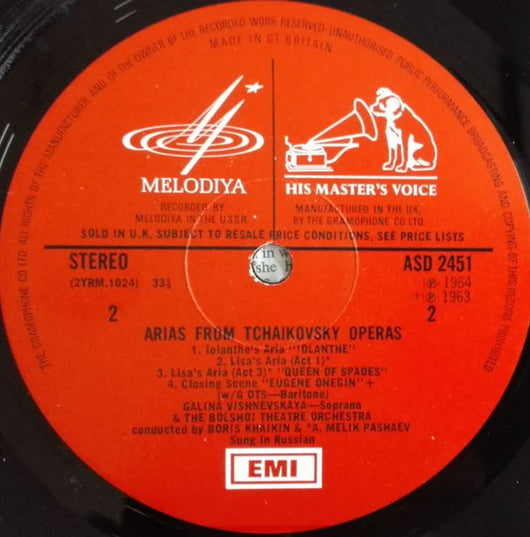 THE GRAMOPHONE CO LTD. ALL RIGHTS OF THE MANUFACTURER AND OF THE OWNER OF THE RECORDED WORK RESERVED. UNAUTHORISED PUBLIC PERFORMANCE BROADCASTING AND COPYING OF THIS RECORD PROHIBITED
MADE IN GT. BRITAIN
MELODIYA
HIS MASTER'S VOICE
RECORDED BY
MELODIYA IN THE U.S.S.R.
MANUFACTURED IN THE U.K.
BY THE GRAMOPHONE CO. LTD.
SOLD IN U.K. SUBJECT TO RESALE PRICE CONDITIONS, SEE PRICE LISTS
STEREO
ASD 2451
(2YRM.1024) 33⅓
℗ 1964
+ ℗ 1963
2
2
in w
she h
ARIAS FROM TCHAIKOVSKY OPERAS
1. Iolanthe's Aria "IOLANTHE"
2. Lisa's Aria (Act 1)*
3. Lisa's Aria (Act 3)* "QUEEN OF SPADES"
4. Closing Scene "EUGENE ONEGIN"+
(w/G OTS—Baritone)
GALINA VISHNEVSKAYA—Soprano
& THE BOLSHOI THEATRE ORCHESTRA
conducted by BORIS KHAIKIN & *A. MELIK PASHAEV
Sung in Russian
EMI